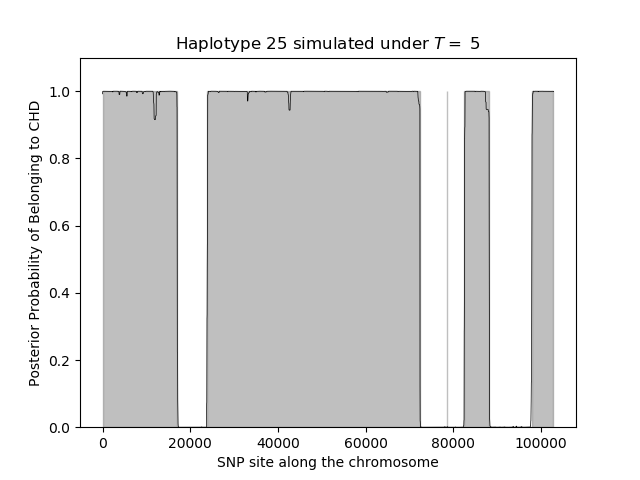 Haplotype 25 simulated under T = 5
Posterior Probability of Belonging to CHD
1.0
0.8
0.6
0.4
0.2
0.0
0 20000 40000 60000 80000 100000
SNP site along the chromosome